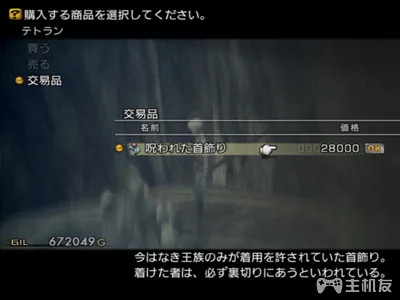 購入する商品を選択してください。
テトラン
買う
売る
交易品
交易品
名前 価格
呪われた首飾り 00028000 OK
GIL 672049 G
今はなき王族のみが着用を許されていた首飾り。
着けた者は、必ず裏切りにあうといわれている。
主机友